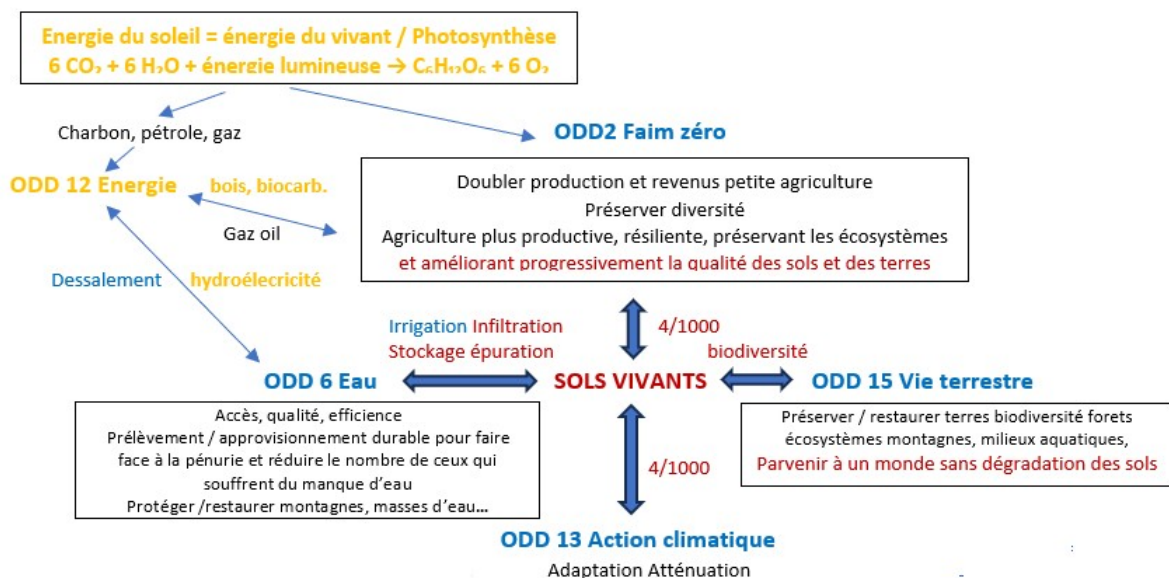 Energie du soleil = énergie du vivant / Photosynthèse
6 CO₂ + 6 H₂O + énergie lumineuse → C₆H₁₂O₆ + 6 O₂
Charbon, pétrole, gaz
ODD2 Faim zéro
ODD 12 Energie bois, biocarb.
Gaz oil
Doubler production et revenus petite agriculture
Préserver diversité
Agriculture plus productive, résiliente, préservant les écosystèmes
et améliorant progressivement la qualité des sols et des terres
Dessalement hydroélecricité
Irrigation Infiltration
Stockage épuration
4/1000
biodiversité
ODD 6 Eau
SOLS VIVANTS
ODD 15 Vie terrestre
Accès, qualité, efficience
Prélèvement / approvisionnement durable pour faire
face à la pénurie et réduire le nombre de ceux qui
souffrent du manque d'eau
Protéger /restaurer montagnes, masses d'eau…
Préserver / restaurer terres biodiversité forets
écosystèmes montagnes, milieux aquatiques,
Parvenir à un monde sans dégradation des sols
4/1000
ODD 13 Action climatique
Adaptation Atténuation